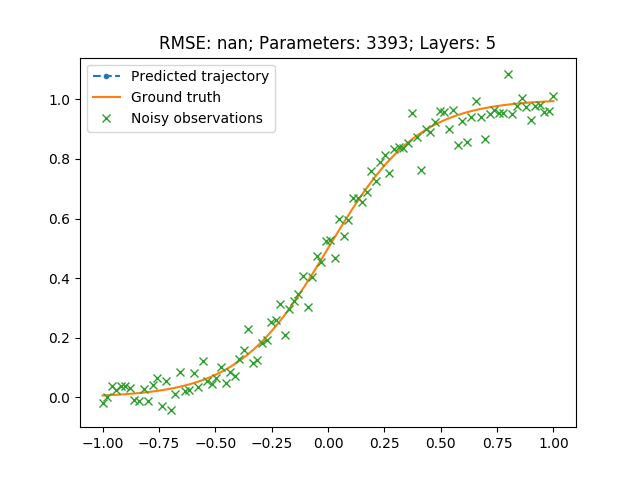 RMSE: nan; Parameters: 3393; Layers: 5
Predicted trajectory
Ground truth
Noisy observations
1.0
0.8
0.6
0.4
0.2
0.0
−1.00 −0.75 −0.50 −0.25 0.00 0.25 0.50 0.75 1.00